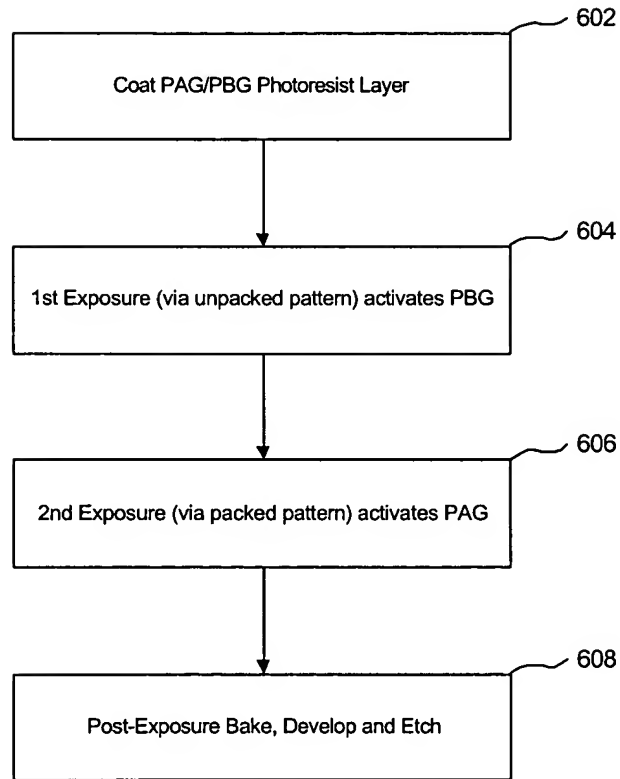 602
Coat PAG/PBG Photoresist Layer
604
1st Exposure (via unpacked pattern) activates PBG
606
2nd Exposure (via packed pattern) activates PAG
608
Post-Exposure Bake, Develop and Etch